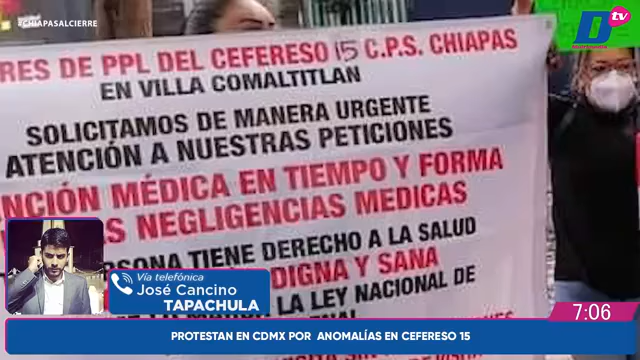 #CHIAPASALCIERRE
D tv
RES DE PPL DEL CEFERESO 15 C.P.S. CHIAPAS
EN VILLA COMALTITLAN
SOLICITAMOS DE MANERA URGENTE
ATENCIÓN A NUESTRAS PETICIONES
NCIÓN MÉDICA EN TIEMPO Y FORMA
S NEGLIGENCIAS MEDICAS
SONA TIENE DERECHO A LA SALUD
DIGNA Y SANA
LA LEY NACIONAL DE
Vía telefónica
José Cancino
TAPACHULA
7:06
PROTESTAN EN CDMX POR ANOMALÍAS EN CEFERESO 15